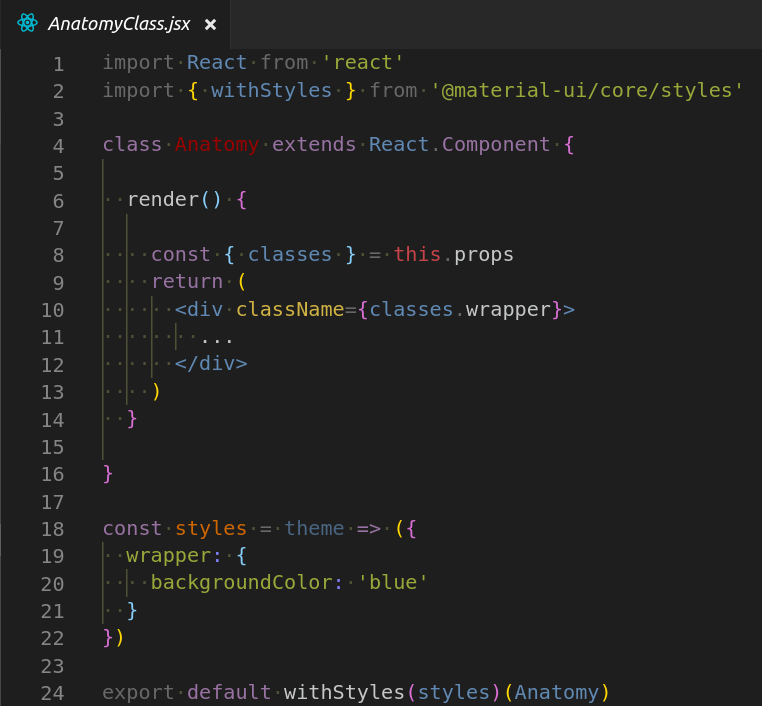 AnatomyClass.jsx ×
1 import React from 'react'
2 import { withStyles } from '@material-ui/core/styles'
3
4 class Anatomy extends React.Component {
5
6   render() {
7
8     const { classes } = this.props
9     return (
10       <div className={classes.wrapper}>
11         ...
12       </div>
13     )
14   }
15
16 }
17
18 const styles = theme => ({
19   wrapper: {
20     backgroundColor: 'blue'
21   }
22 })
23
24 export default withStyles(styles)(Anatomy)